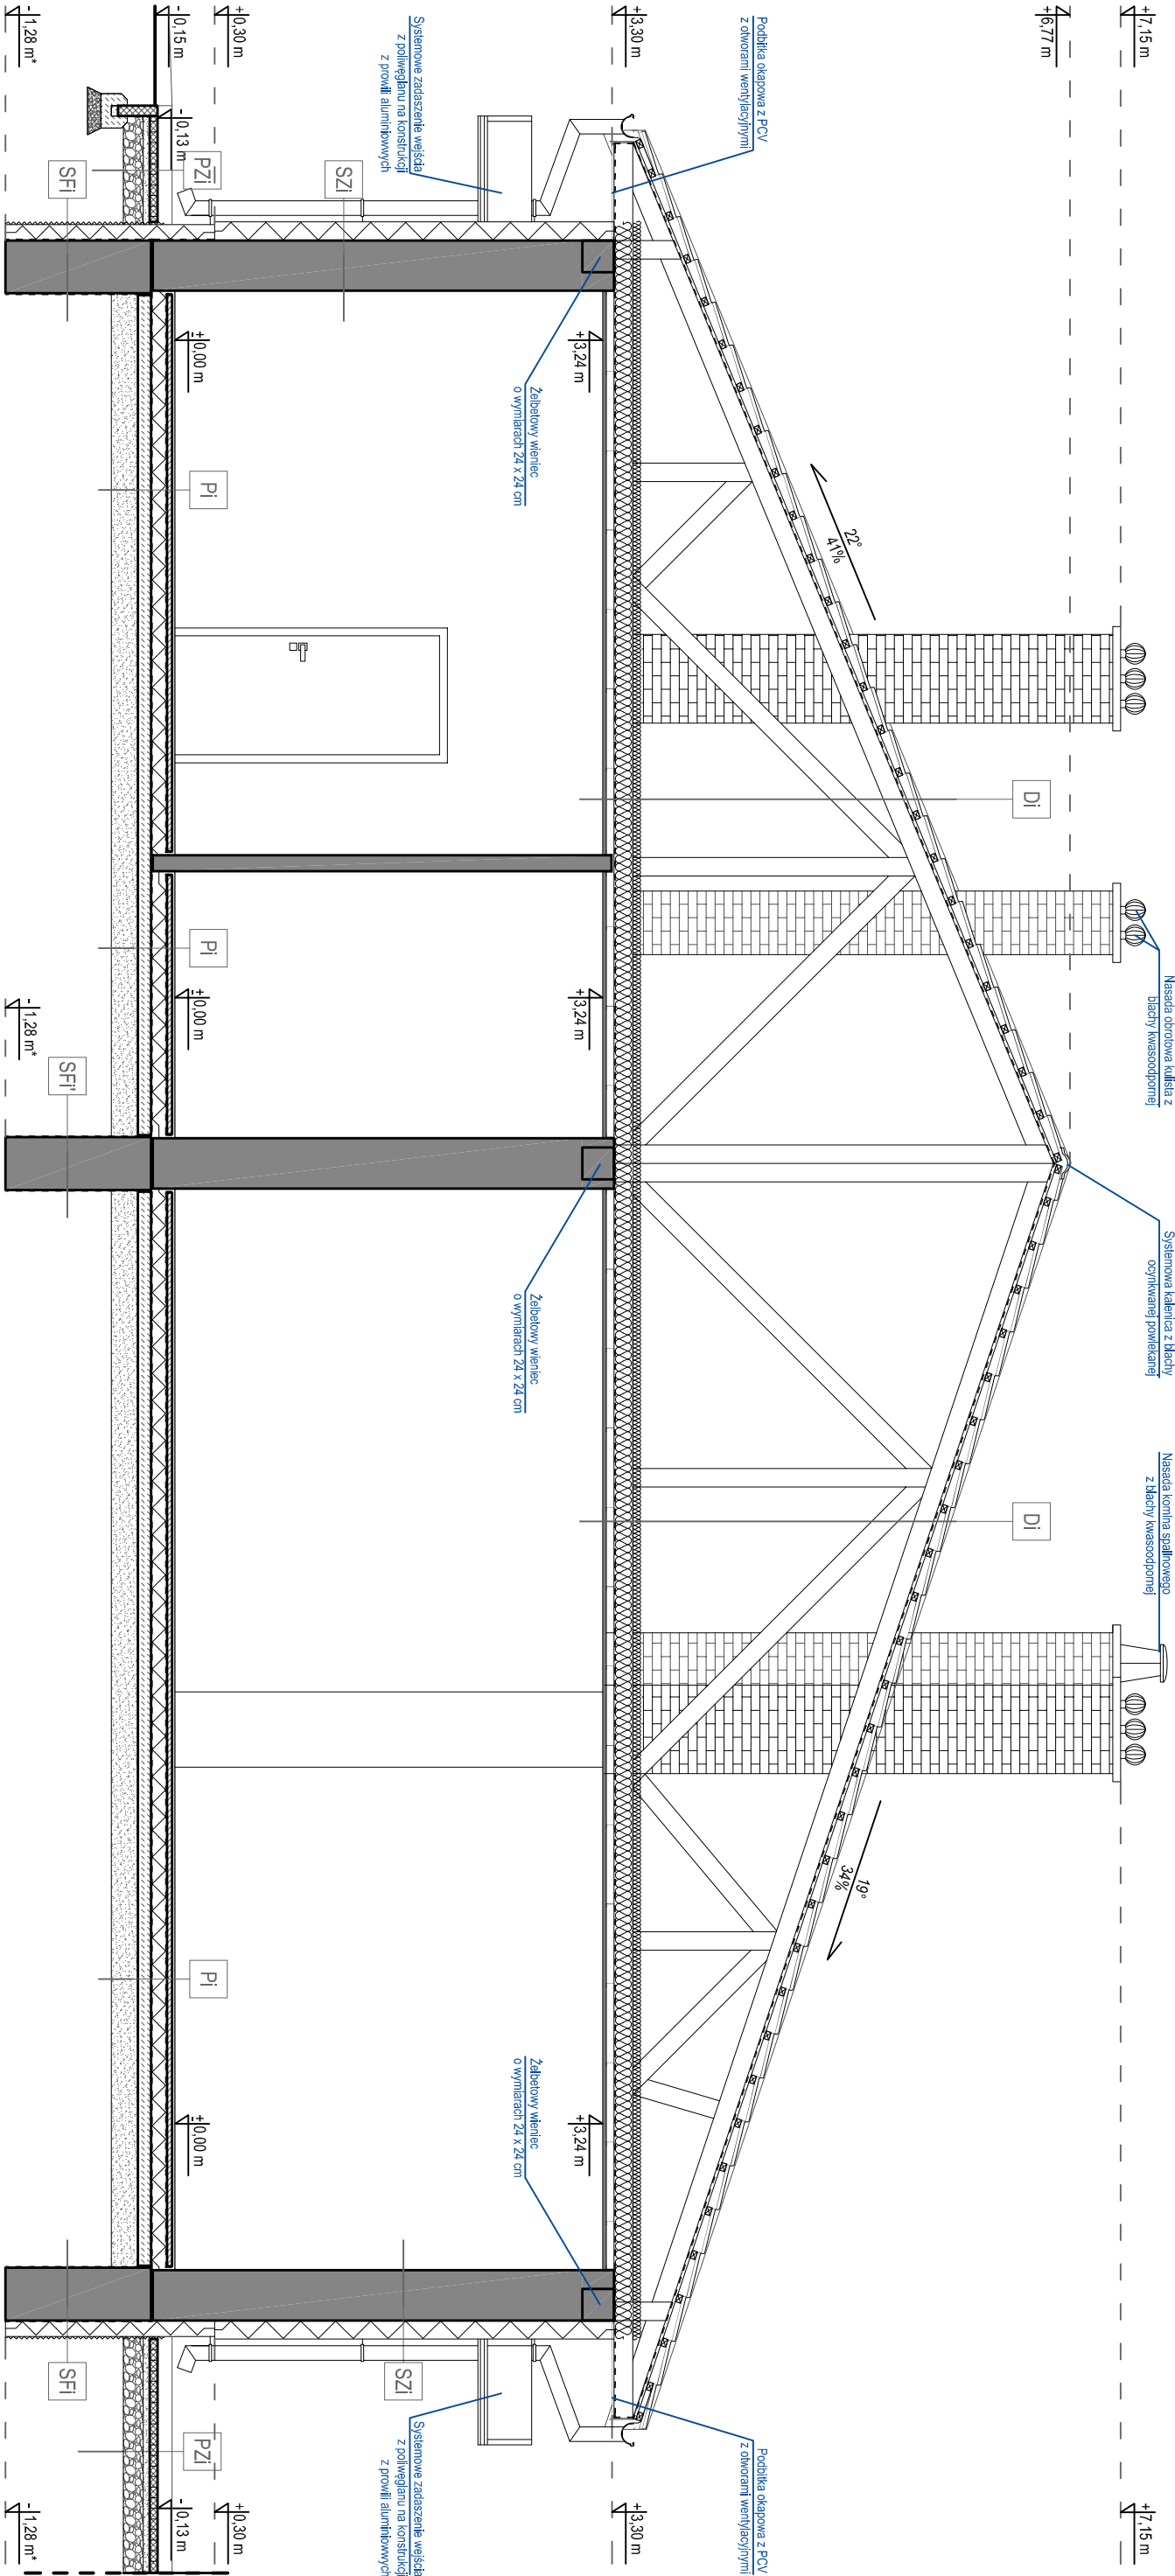 +7,15 m
+6,77 m
+3,30 m
+0,30 m
- 0,15 m
- 1,28 m*
Podbitka okapowa z PCV
z otworami wentylacyjnymi
Systemowe zadaszenie wejścia
z poliwęglanu na konstrukcji
z prowili aluminiowych
- 0,13 m
PZi
SFi
SZi
+0,00 m
+3,24 m
Żelbetowy wieniec
o wymiarach 24 x 24 cm
22°
41%
Pi
Di
Nasada obrotowa kulista z
blachy kwasoodpornej
Pi
+0,00 m
+3,24 m
- 1,28 m*
SFi'
Systemowa kalenica z blachy
ocynkwanej powlekanej
Żelbetowy wieniec
o wymiarach 24 x 24 cm
Nasada komina spalinowego
z blachy kwasoodpornej
Di
19°
34%
Pi
+0,00 m
+3,24 m
Żelbetowy wieniec
o wymiarach 24 x 24 cm
SFi
SZi
PZi
Podbitka okapowa z PCV
z otworami wentylacyjnymi
Systemowe zadaszenie wejścia
z poliwęglanu na konstrukcji
z prowili aluminiowych
+7,15 m
+3,30 m
+0,30 m
- 0,13 m
- 1,28 m*